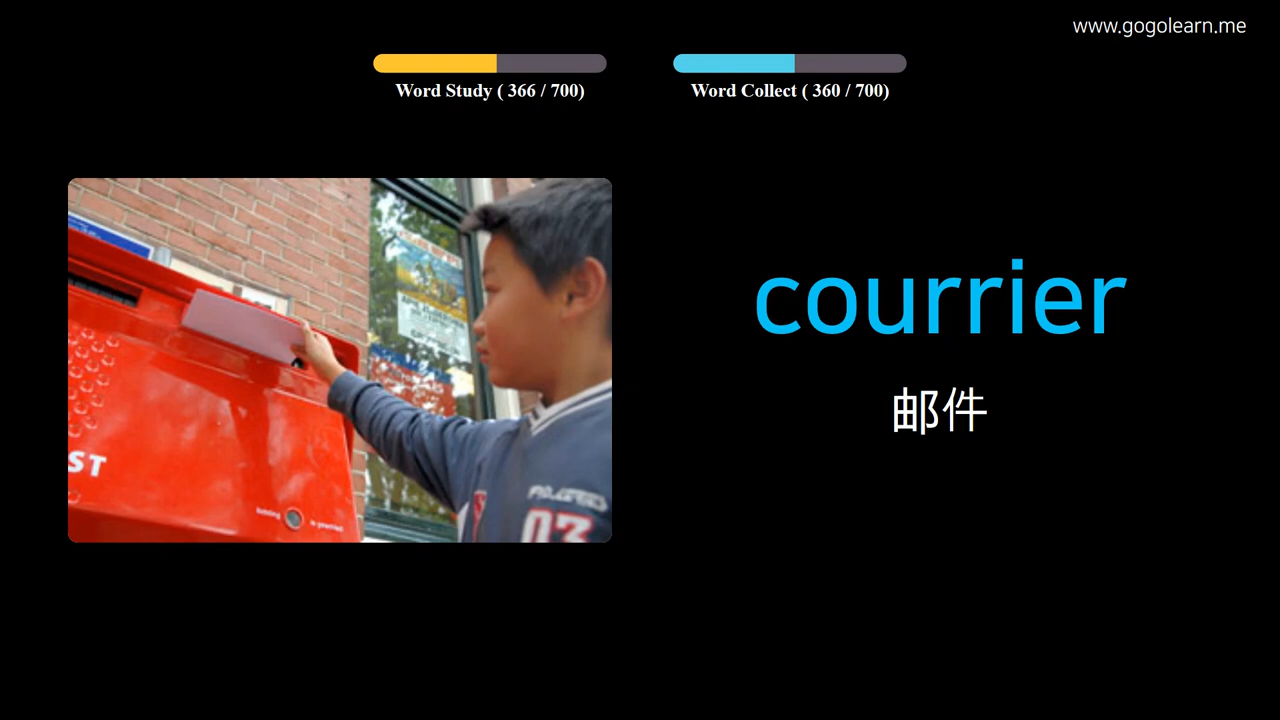 www.gogolearn.me
Word Study ( 366 / 700)
Word Collect ( 360 / 700)
courrier
邮件
ST
03